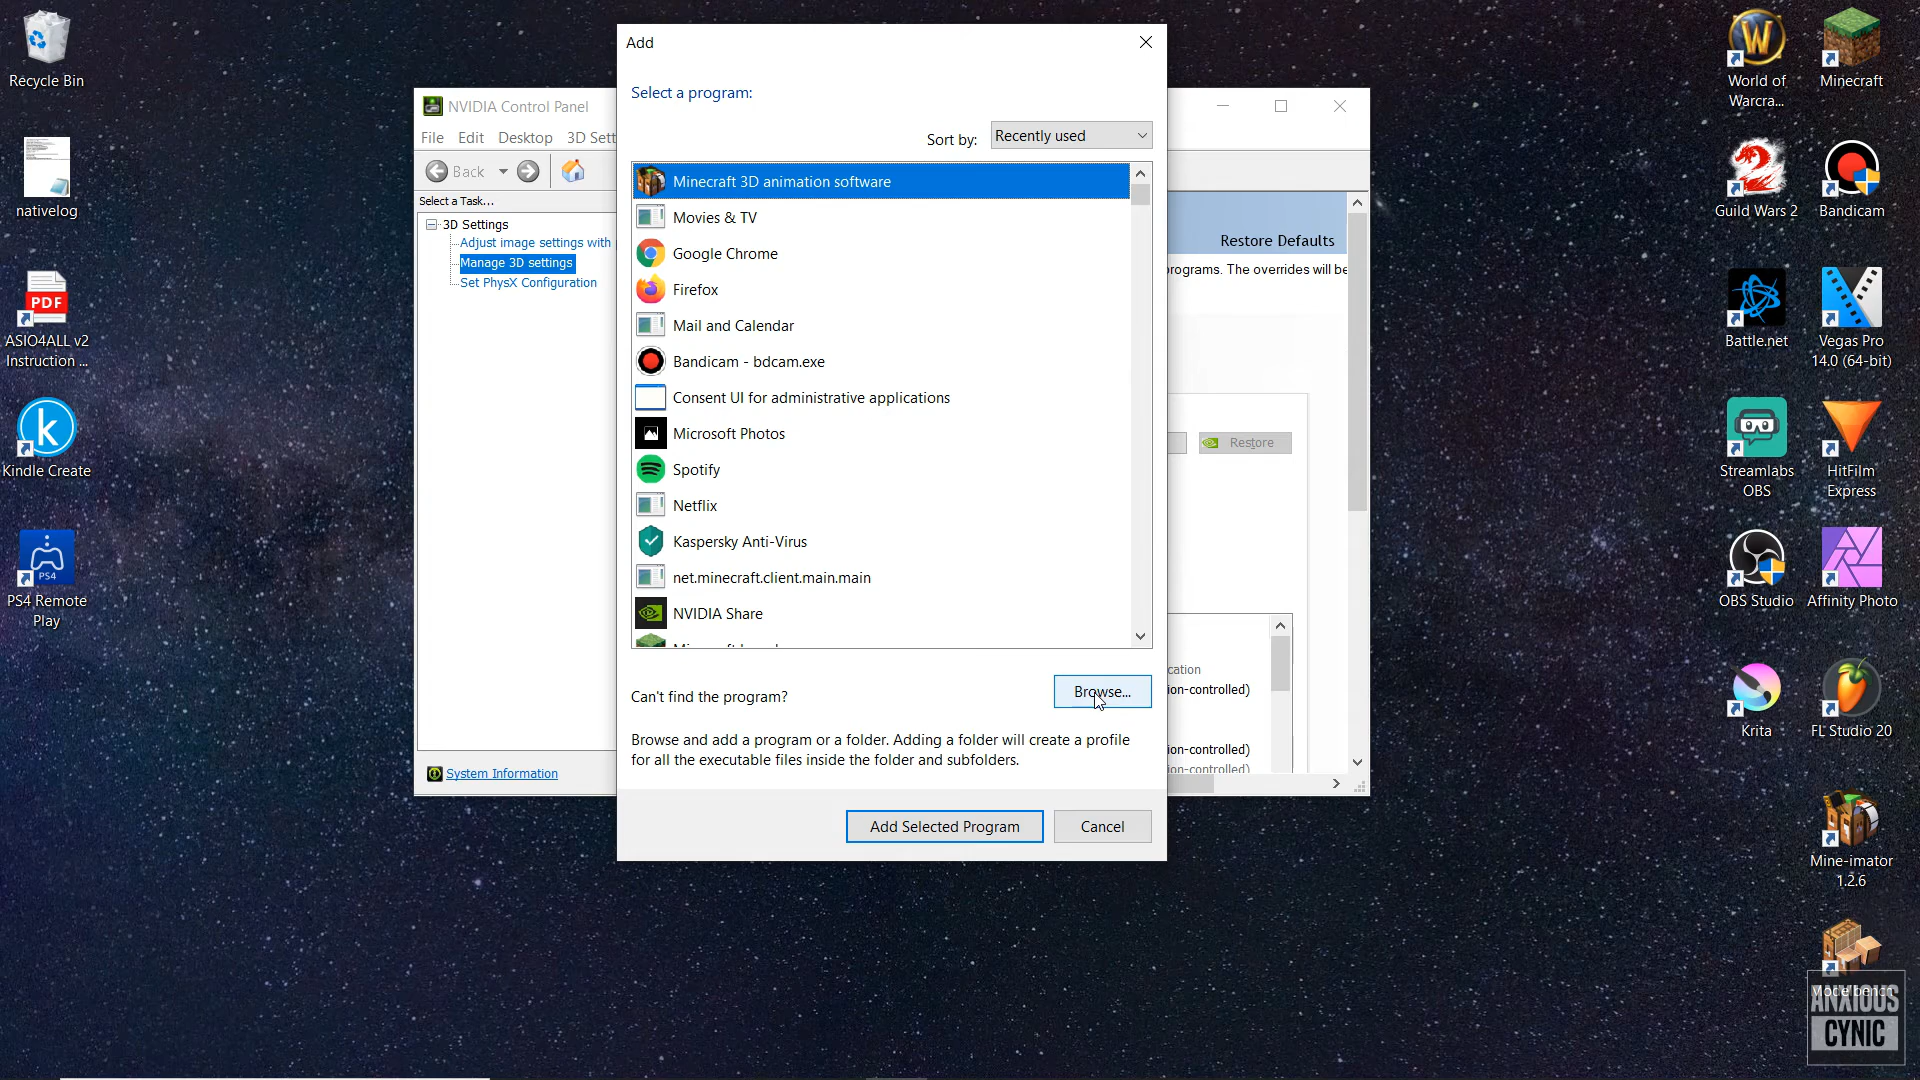 Recycle Bin
nativelog
PDF
ASIO4ALL v2
Instruction ...
k
Kindle Create
PS4
PS4 Remote
Play
NVIDIA Control Panel
File Edit Desktop 3D Sett
Back
Select a Task...
3D Settings
Adjust image settings with
Manage 3D settings
Set PhysX Configuration
System Information
Add
Select a program:
Sort by: Recently used
Minecraft 3D animation software
Movies & TV
Google Chrome
Firefox
Mail and Calendar
Bandicam - bdcam.exe
Consent UI for administrative applications
Microsoft Photos
Spotify
Netflix
Kaspersky Anti-Virus
net.minecraft.client.main.main
NVIDIA Share
Can't find the program?
Browse...
Browse and add a program or a folder. Adding a folder will create a profile
for all the executable files inside the folder and subfolders.
Add Selected Program
Cancel
Restore Defaults
rograms. The overrides will be
Restore
cation
ion-controlled)
ion-controlled)
ion-controlled)
W
World of
Warcra...
Minecraft
Guild Wars 2
Bandicam
Battle.net
Vegas Pro
14.0 (64-bit)
Streamlabs
OBS
HitFilm
Express
OBS Studio
Affinity Photo
Krita
FL Studio 20
Mine-imator
1.2.6
Modelbench
ANXIOUS
CYNIC